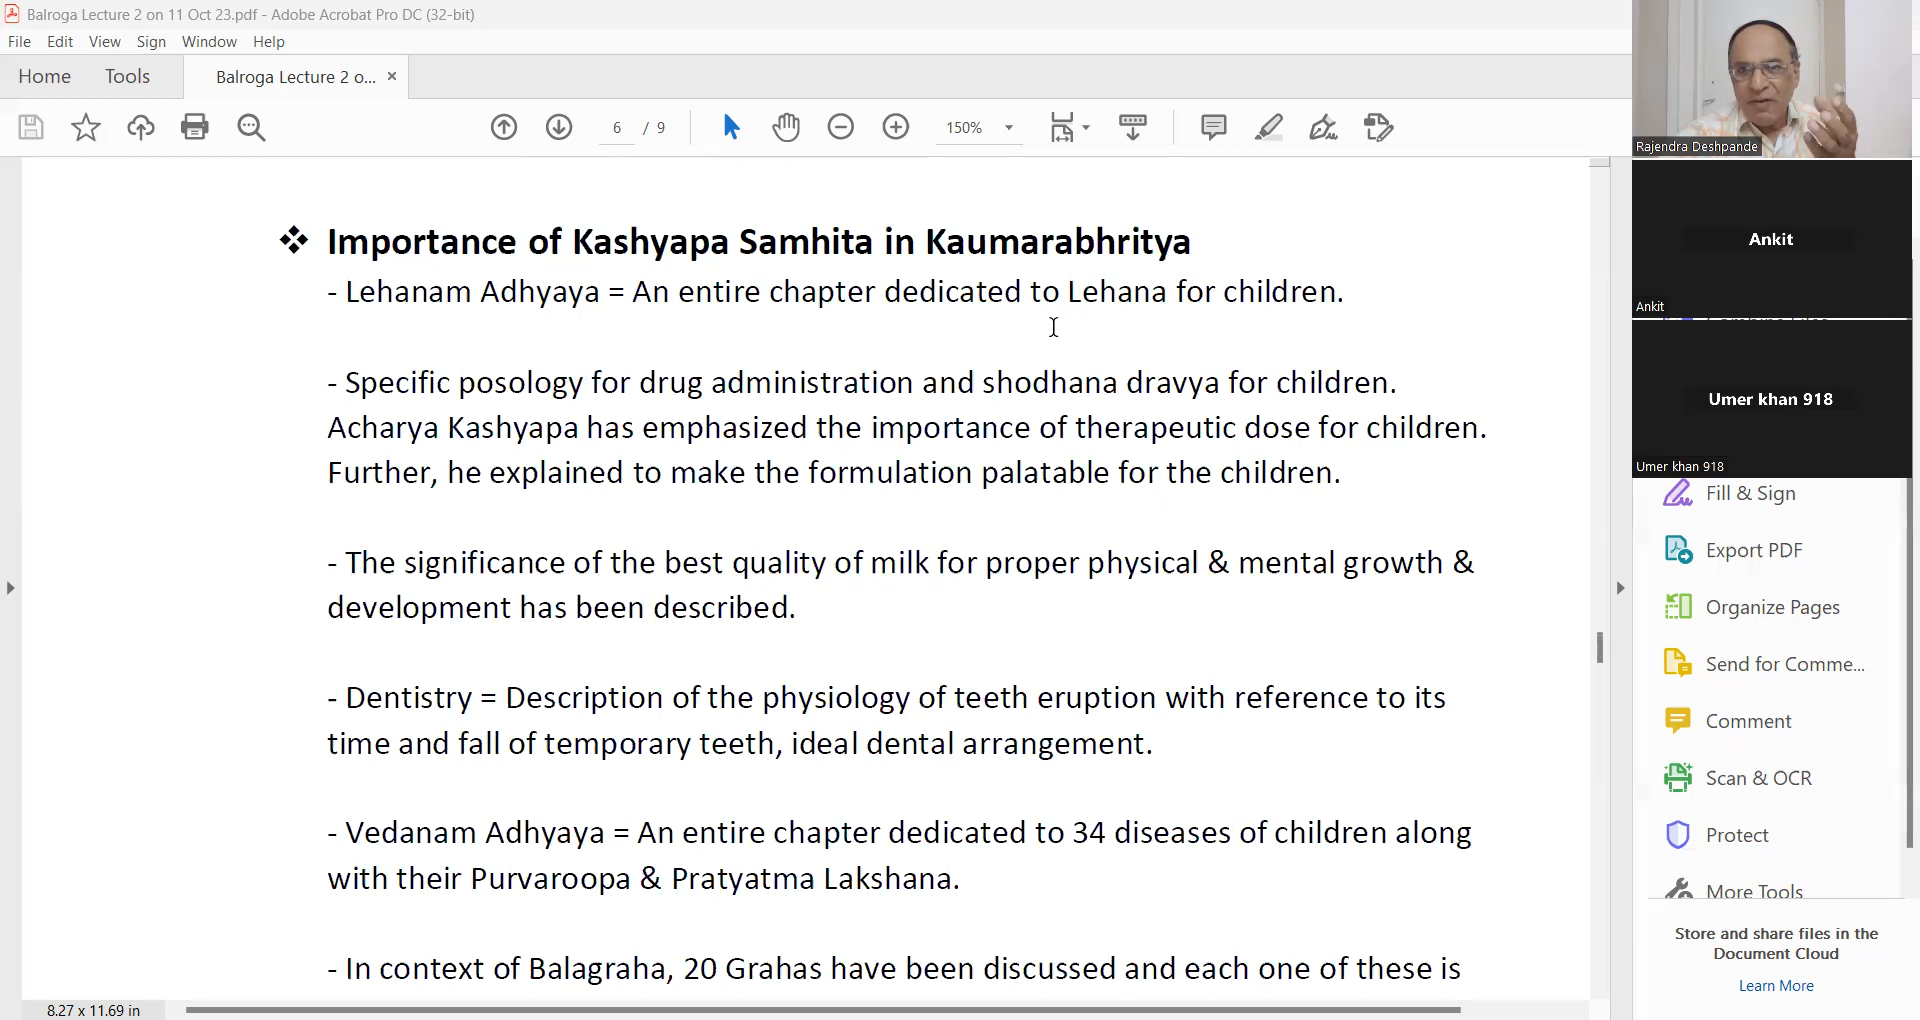 Balroga Lecture 2 on 11 Oct 23.pdf - Adobe Acrobat Pro DC (32-bit)
File Edit View Sign Window Help
Home Tools Balroga Lecture 2 o... ×
6 / 9 150%
❖ Importance of Kashyapa Samhita in Kaumarabhritya
- Lehanam Adhyaya = An entire chapter dedicated to Lehana for children.
- Specific posology for drug administration and shodhana dravya for children.
Acharya Kashyapa has emphasized the importance of therapeutic dose for children.
Further, he explained to make the formulation palatable for the children.
- The significance of the best quality of milk for proper physical & mental growth &
development has been described.
- Dentistry = Description of the physiology of teeth eruption with reference to its
time and fall of temporary teeth, ideal dental arrangement.
- Vedanam Adhyaya = An entire chapter dedicated to 34 diseases of children along
with their Purvaroopa & Pratyatma Lakshana.
- In context of Balagraha, 20 Grahas have been discussed and each one of these is
8.27 x 11.69 in
Rajendra Deshpande
Ankit
Ankit
Umer khan 918
Umer khan 918
Fill & Sign
Export PDF
Organize Pages
Send for Comme...
Comment
Scan & OCR
Protect
More Tools
Store and share files in the
Document Cloud
Learn More